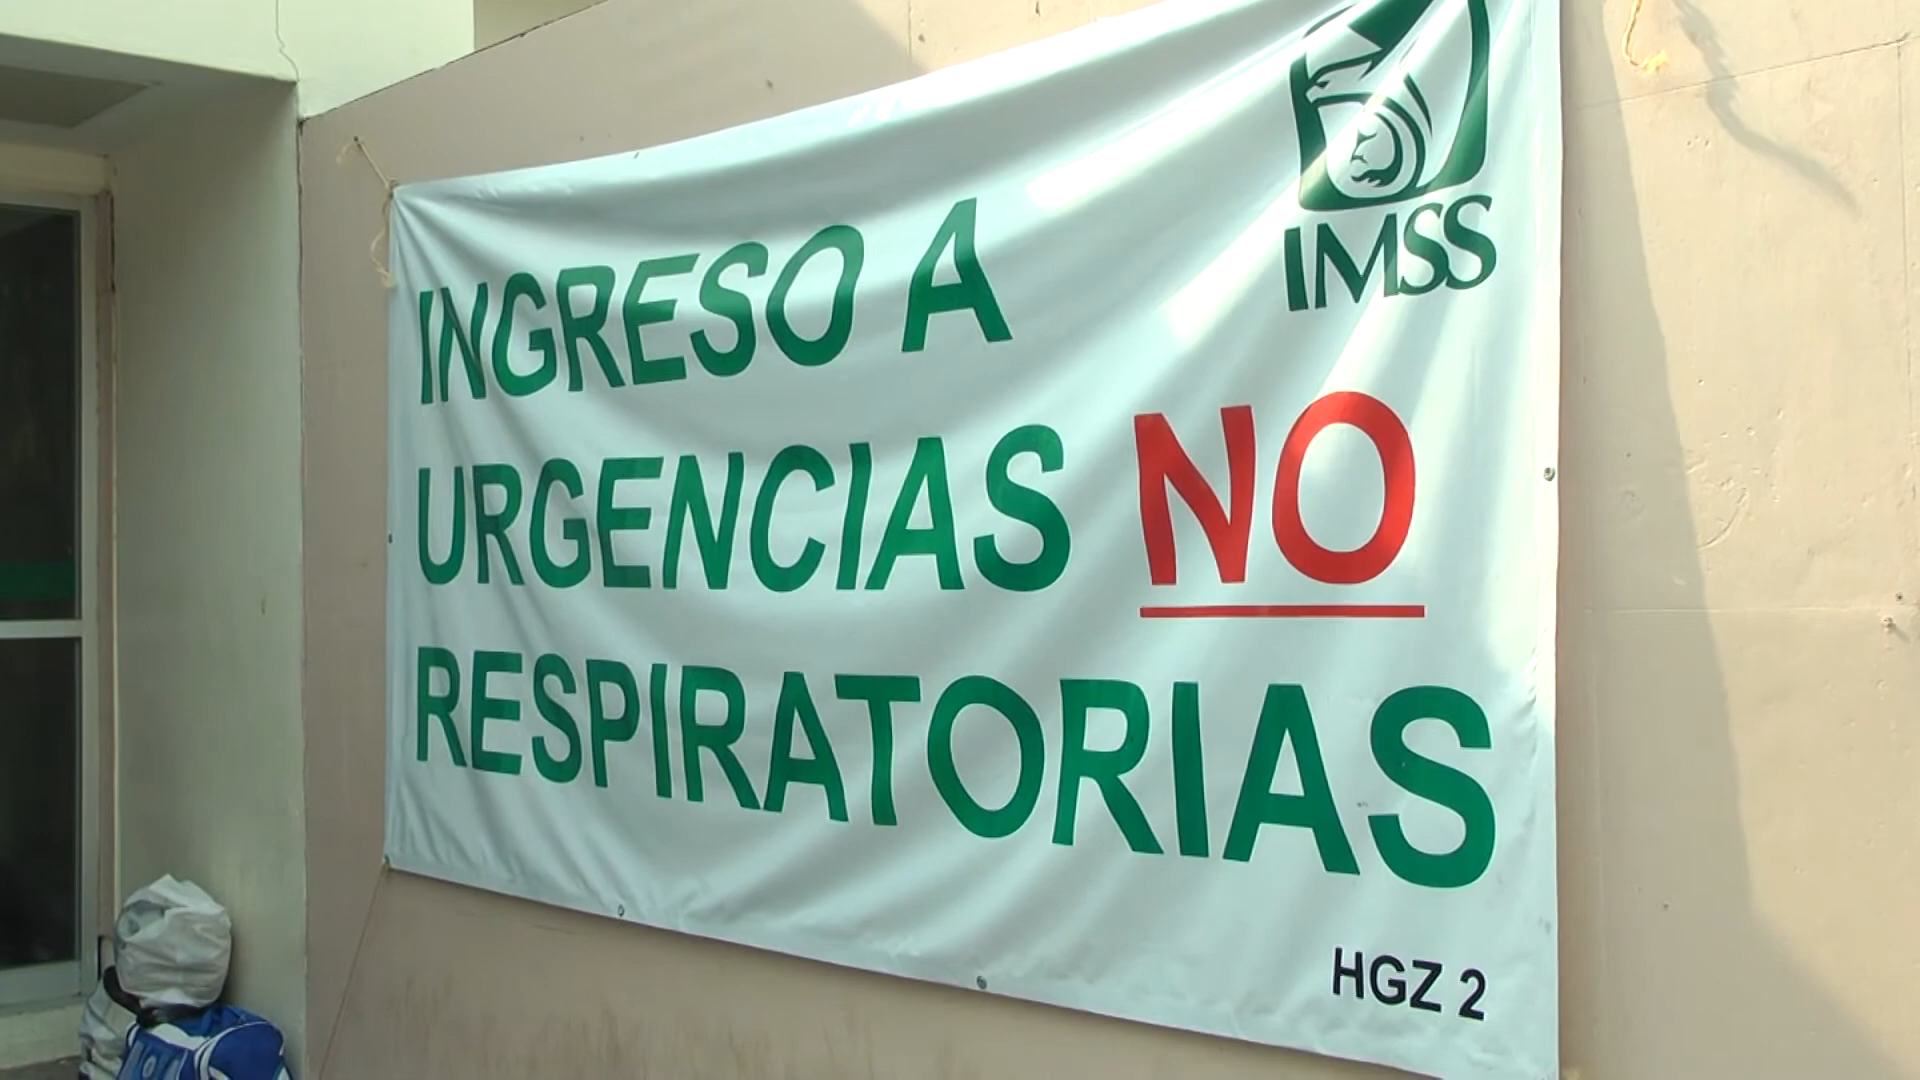 IMSS
INGRESO A
URGENCIAS NO
RESPIRATORIAS
HGZ 2